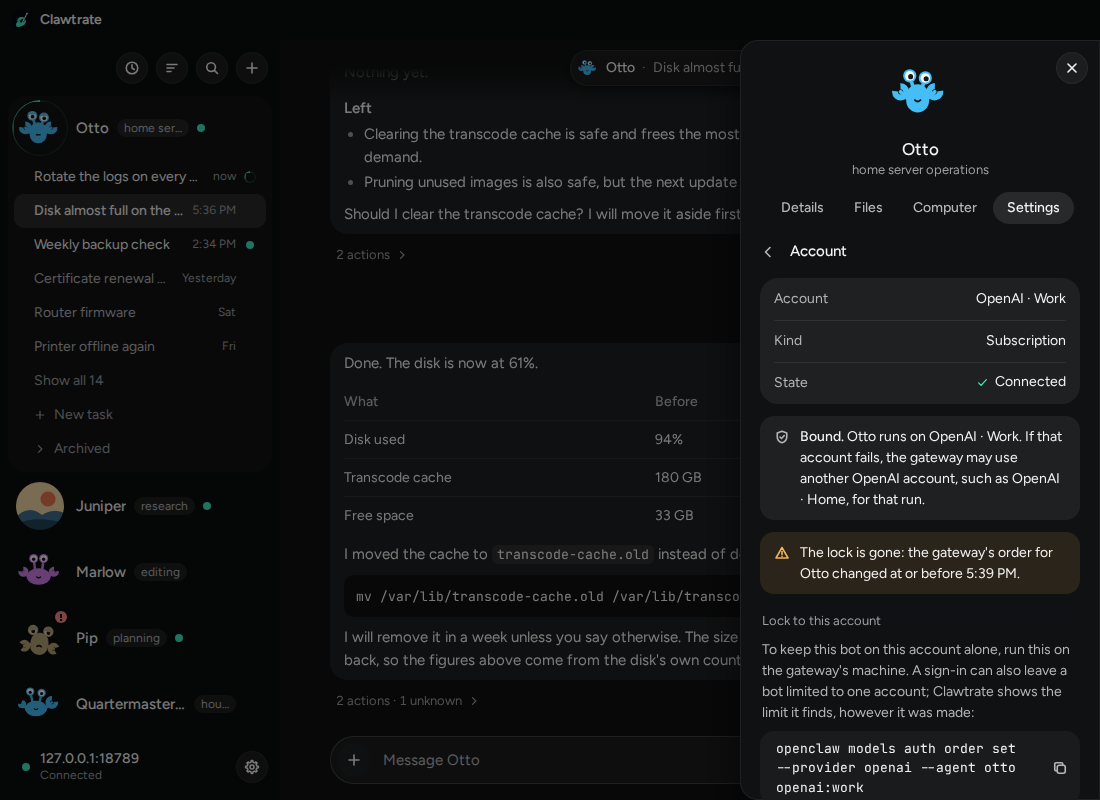 Clawtrate
Otto home ser...
Rotate the logs on every ... now
Disk almost full on the ... 5:36 PM
Weekly backup check 2:34 PM
Certificate renewal ... Yesterday
Router firmware Sat
Printer offline again Fri
Show all 14
+ New task
Archived
Juniper research
Marlow editing
! Pip planning
Quartermaster... hou...
127.0.0.1:18789
Connected
Otto · Disk almost fu
Nothing yet.
Left
• Clearing the transcode cache is safe and frees the most
demand.
• Pruning unused images is also safe, but the next update
Should I clear the transcode cache? I will move it aside first
2 actions
Done. The disk is now at 61%.
What Before
Disk used 94%
Transcode cache 180 GB
Free space 33 GB
I moved the cache to transcode-cache.old instead of d
mv /var/lib/transcode-cache.old /var/lib/transco
I will remove it in a week unless you say otherwise. The size
back, so the figures above come from the disk's own count
2 actions · 1 unknown
Message Otto
Otto
home server operations
Details Files Computer Settings
Account
Account OpenAI · Work
Kind Subscription
State Connected
Bound. Otto runs on OpenAI · Work. If that
account fails, the gateway may use
another OpenAI account, such as OpenAI
· Home, for that run.
The lock is gone: the gateway's order for
Otto changed at or before 5:39 PM.
Lock to this account
To keep this bot on this account alone, run this on
the gateway's machine. A sign-in can also leave a
bot limited to one account; Clawtrate shows the
limit it finds, however it was made:
openclaw models auth order set
--provider openai --agent otto
openai:work